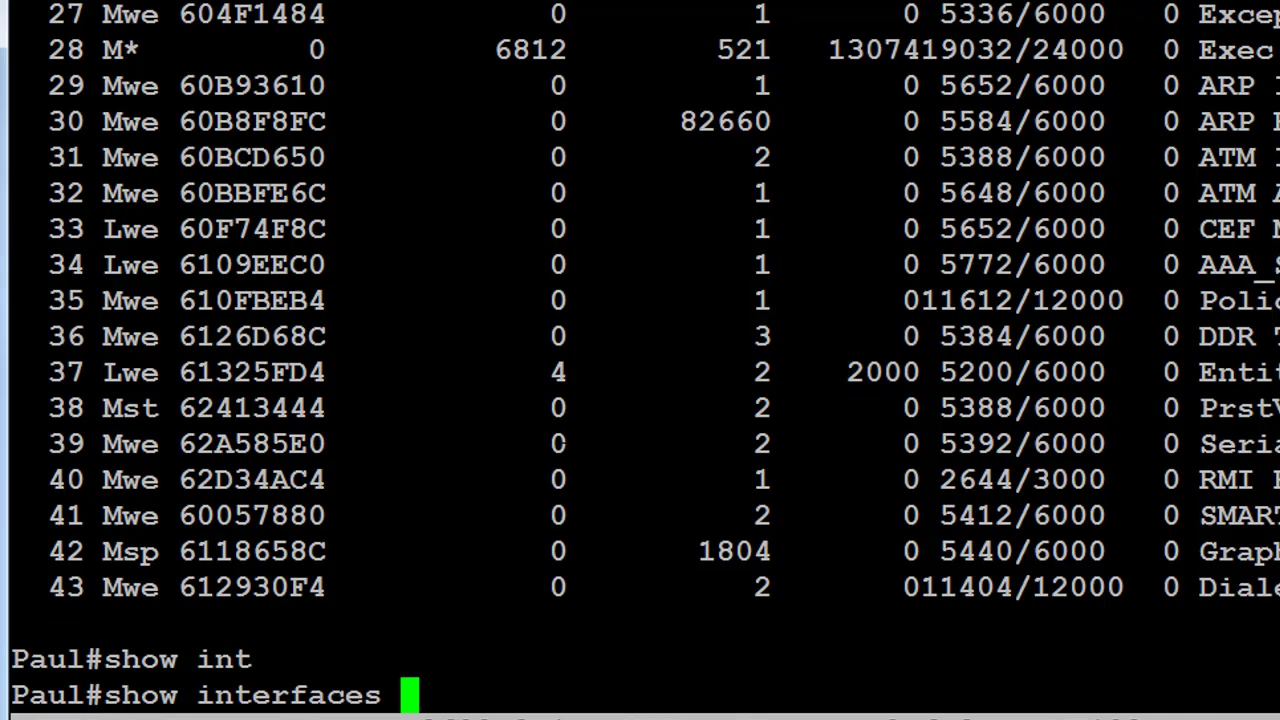 27 Mwe 604F1484 0 1 0 5336/6000 0
28 M* 0 6812 521 1307419032/24000 0 Exec
29 Mwe 60B93610 0 1 0 5652/6000 0 ARP
30 Mwe 60B8F8FC 0 82660 0 5584/6000 0 ARP
31 Mwe 60BCD650 0 2 0 5388/6000 0 ATM
32 Mwe 60BBFE6C 0 1 0 5648/6000 0 ATM
33 Lwe 60F74F8C 0 1 0 5652/6000 0 CEF
34 Lwe 6109EEC0 0 1 0 5772/6000 0 AAA_
35 Mwe 610FBEB4 0 1 011612/12000 0 Polic
36 Mwe 6126D68C 0 3 0 5384/6000 0 DDR
37 Lwe 61325FD4 4 2 2000 5200/6000 0 Entit
38 Mst 62413444 0 2 0 5388/6000 0 PrstV
39 Mwe 62A585E0 0 2 0 5392/6000 0 Seria
40 Mwe 62D34AC4 0 1 0 2644/3000 0 RMI
41 Mwe 60057880 0 2 0 5412/6000 0 SMART
42 Msp 6118658C 0 1804 0 5440/6000 0 Graph
43 Mwe 612930F4 0 2 011404/12000 0 Diale
Paul#show int
Paul#show interfaces